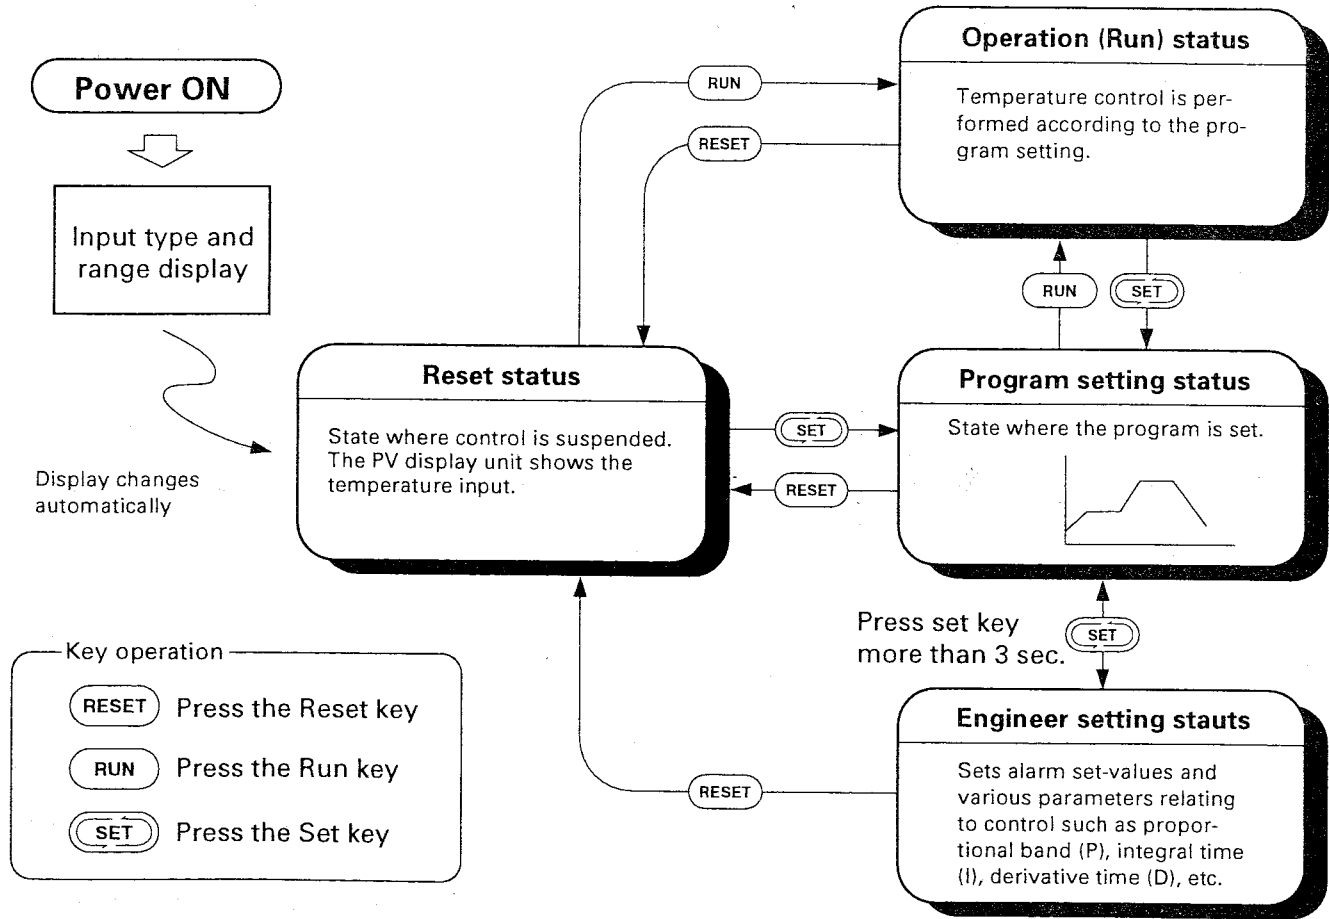 Power ON
Input type and
range display
Display changes
automatically
RUN
RESET
Operation (Run) status
Temperature control is per-
formed according to the pro-
gram setting.
RUN
SET
Reset status
State where control is suspended.
The PV display unit shows the
temperature input.
SET
RESET
Program setting status
State where the program is set.
Press set key
more than 3 sec.
SET
Engineer setting stauts
Sets alarm set-values and
various parameters relating
to control such as propor-
tional band (P), integral time
(I), derivative time (D), etc.
RESET
Key operation
RESET Press the Reset key
RUN Press the Run key
SET Press the Set key